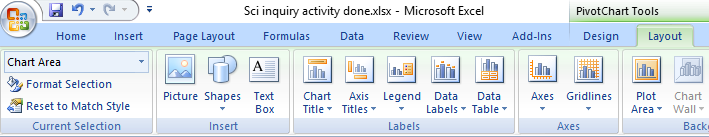 Sci inquiry activity done.xlsx - Microsoft Excel
PivotChart Tools
Home Insert Page Layout Formulas Data Review View Add-Ins Design Layout
Chart Area
Format Selection
Reset to Match Style
Current Selection
Picture
Shapes
Text
Box
Insert
Chart
Title
Axis
Titles
Legend
Data
Labels
Data
Table
Labels
Axes
Gridlines
Axes
Plot
Area
Chart
Wall
Backg